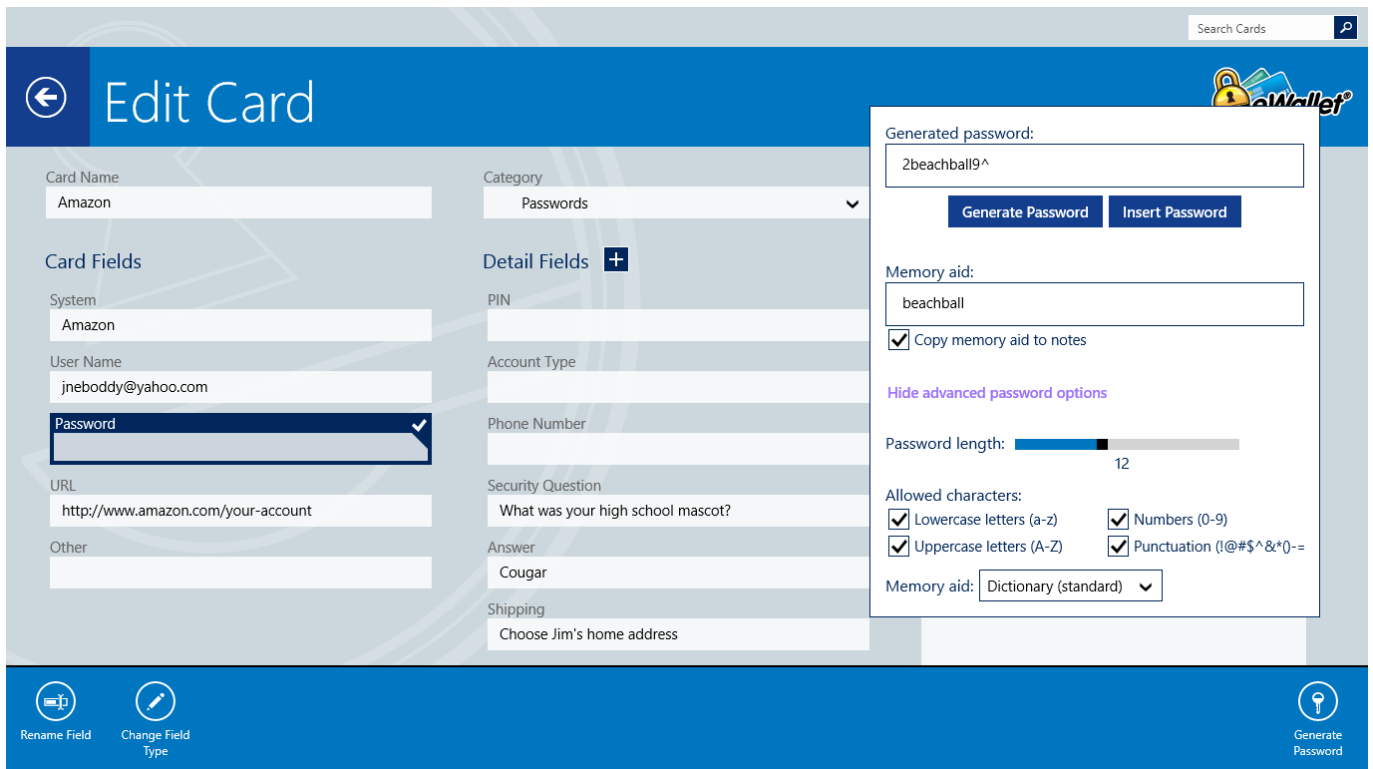 Search Cards
Edit Card
eWallet®
Card Name
Amazon
Category
Passwords
Card Fields
System
Amazon
User Name
jneboddy@yahoo.com
Password
URL
http://www.amazon.com/your-account
Other
Detail Fields
PIN
Account Type
Phone Number
Security Question
What was your high school mascot?
Answer
Cougar
Shipping
Choose Jim's home address
Generated password:
2beachball9^
Generate Password
Insert Password
Memory aid:
beachball
Copy memory aid to notes
Hide advanced password options
Password length:
12
Allowed characters:
Lowercase letters (a-z)
Numbers (0-9)
Uppercase letters (A-Z)
Punctuation (!@#$^&*()-=
Memory aid:
Dictionary (standard)
Rename Field
Change Field
Type
Generate
Password